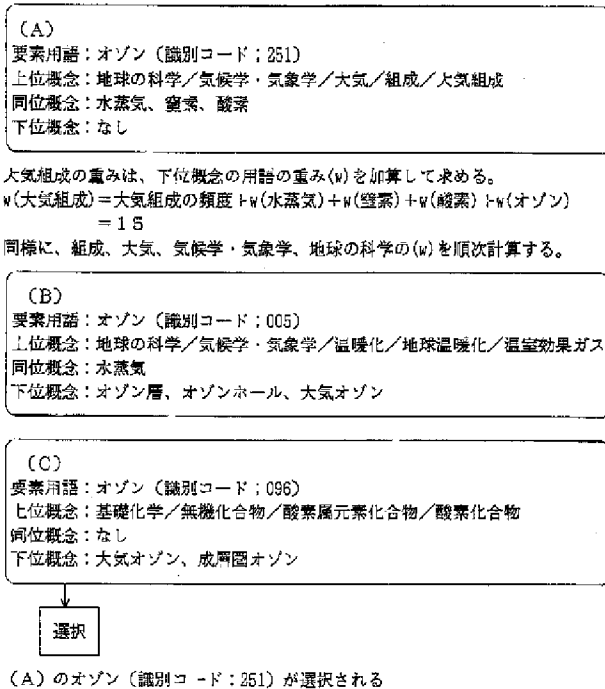 (A)
要素用語：オゾン（識別コード；251）
上位概念：地球の科学／気候学・気象学／大気／組成／大気組成
同位概念：水蒸気、窒素、酸素
下位概念：なし
大気組成の重みは、下位概念の用語の重み(w)を加算して求める。
w(大気組成)＝大気組成の頻度＋w(水蒸気)＋w(窒素)＋w(酸素)＋w(オゾン)
＝15
同様に、組成、大気、気候学・気象学、地球の科学の(w)を順次計算する。
(B)
要素用語：オゾン（識別コード；005）
上位概念：地球の科学／気候学・気象学／温暖化／地球温暖化／温室効果ガス
同位概念：水蒸気
下位概念：オゾン層、オゾンホール、大気オゾン
(C)
要素用語：オゾン（識別コード；096）
上位概念：基礎化学／無機化合物／酸素属元素化合物／酸素化合物
同位概念：なし
下位概念：大気オゾン、成層圏オゾン
選択
(A)のオゾン（識別コード：251）が選択される